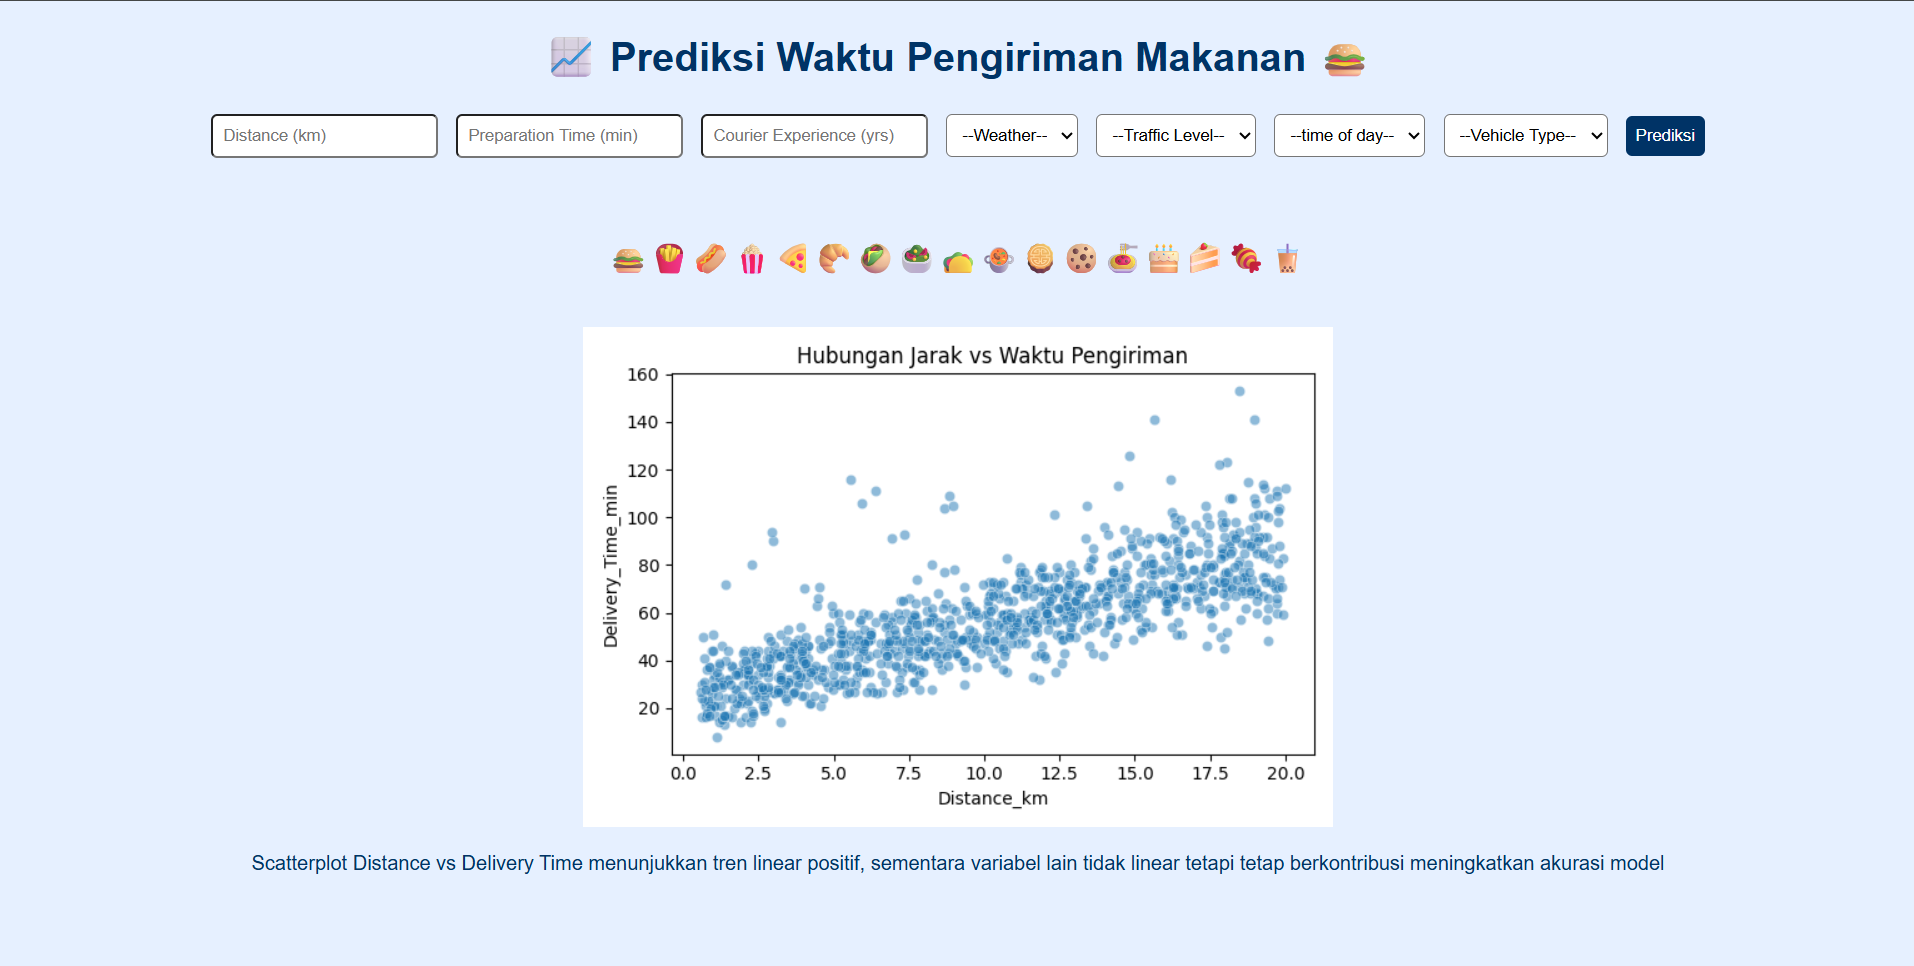 Prediksi Waktu Pengiriman Makanan
Distance (km) Preparation Time (min) Courier Experience (yrs) --Weather-- --Traffic Level-- --time of day-- --Vehicle Type-- Prediksi
Hubungan Jarak vs Waktu Pengiriman
160
140
120
100
80
60
40
20
Delivery_Time_min
0.0 2.5 5.0 7.5 10.0 12.5 15.0 17.5 20.0
Distance_km
Scatterplot Distance vs Delivery Time menunjukkan tren linear positif, sementara variabel lain tidak linear tetapi tetap berkontribusi meningkatkan akurasi model